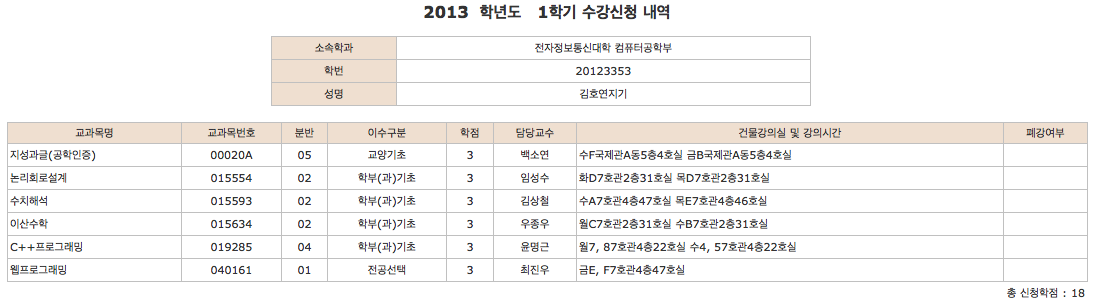 2013 학년도 1학기 수강신청 내역
소속학과 전자정보통신대학 컴퓨터공학부
학번 20123353
성명 김호연지기
교과목명 교과목번호 분반 이수구분 학점 담당교수 건물강의실 및 강의시간 폐강여부
지성과글(공학인증) 00020A 05 교양기초 3 백소연 수F국제관A동5층4호실 금B국제관A동5층4호실
논리회로설계 015554 02 학부(과)기초 3 임성수 화D7호관2층31호실 목D7호관2층31호실
수치해석 015593 02 학부(과)기초 3 김상철 수A7호관4층47호실 목E7호관4층46호실
이산수학 015634 02 학부(과)기초 3 우종우 월C7호관2층31호실 수B7호관2층31호실
C++프로그래밍 019285 04 학부(과)기초 3 윤명근 월7, 87호관4층22호실 수4, 57호관4층22호실
웹프로그래밍 040161 01 전공선택 3 최진우 금E, F7호관4층47호실
총 신청학점 : 18